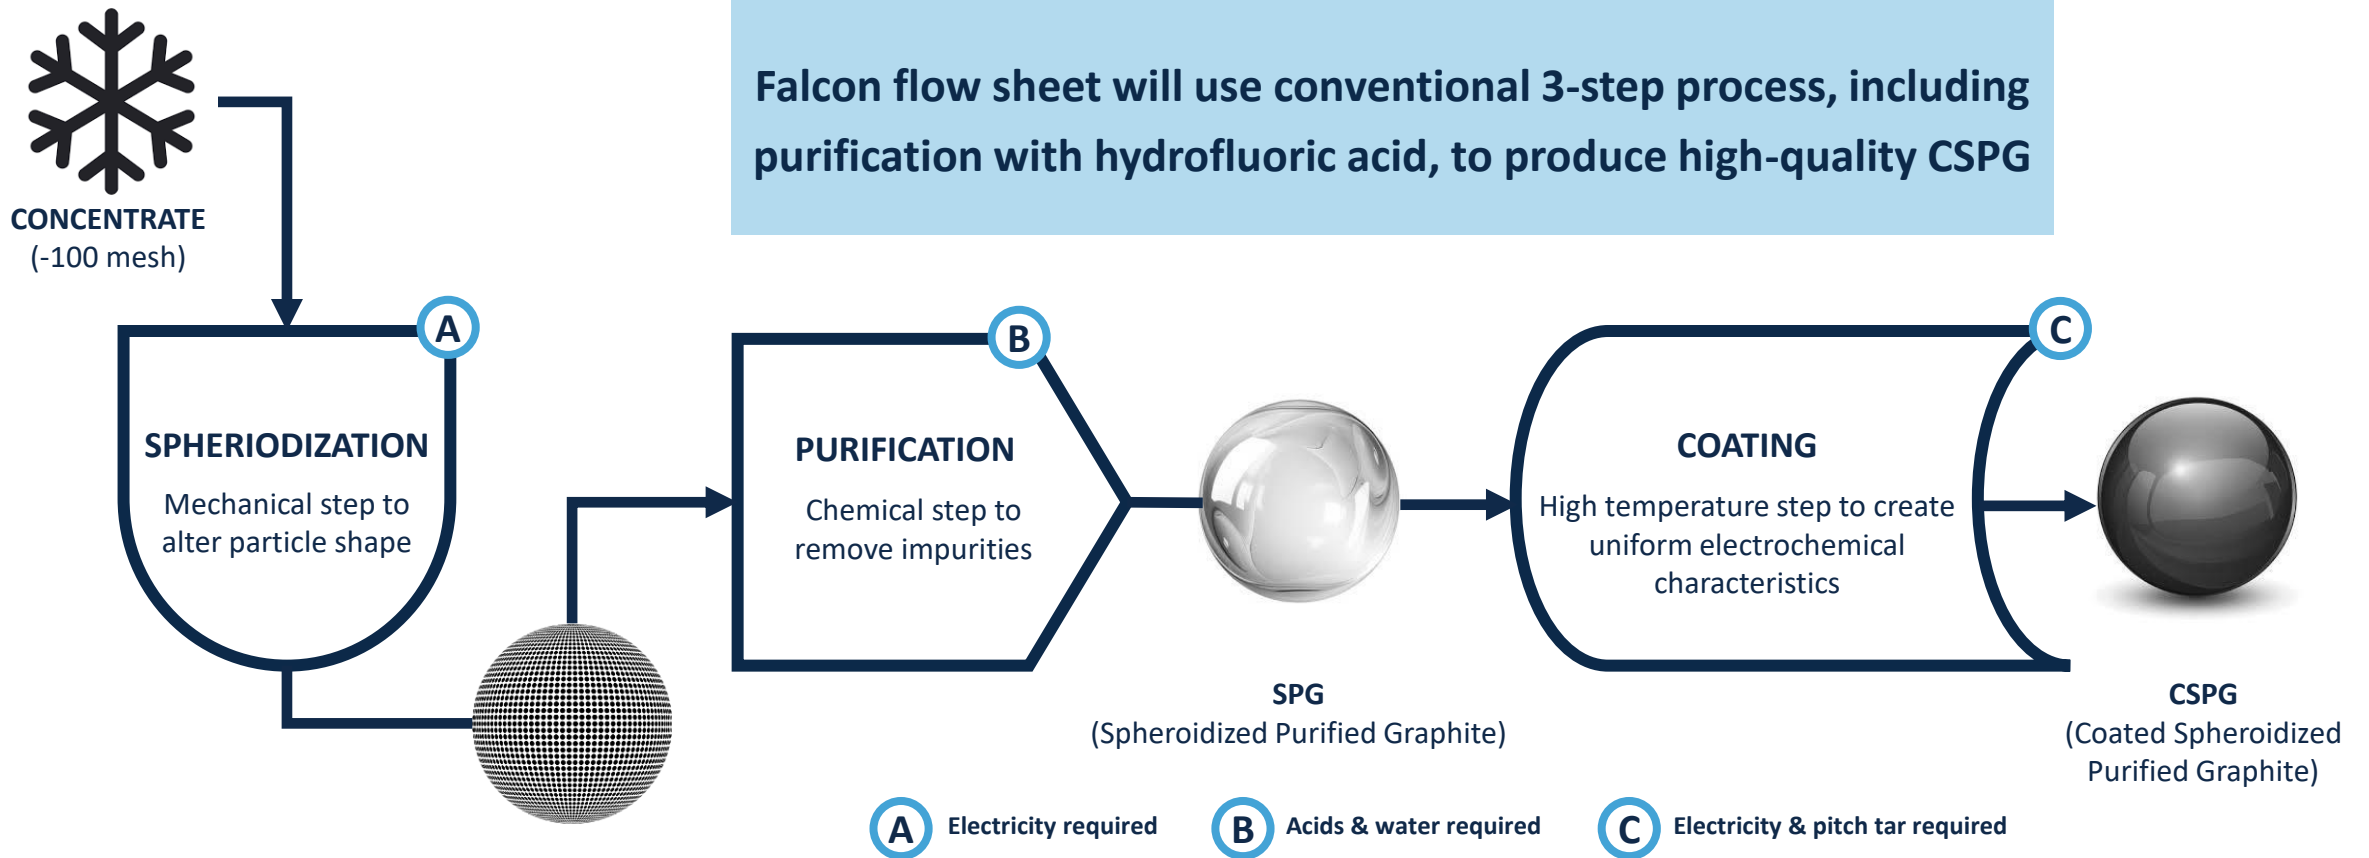 Falcon flow sheet will use conventional 3-step process, including
purification with hydrofluoric acid, to produce high-quality CSPG
CONCENTRATE
(-100 mesh)
A
SPHERIODIZATION
Mechanical step to
alter particle shape
B
PURIFICATION
Chemical step to
remove impurities
SPG
(Spheroidized Purified Graphite)
C
COATING
High temperature step to create
uniform electrochemical
characteristics
CSPG
(Coated Spheroidized
Purified Graphite)
A Electricity required
B Acids & water required
C Electricity & pitch tar required